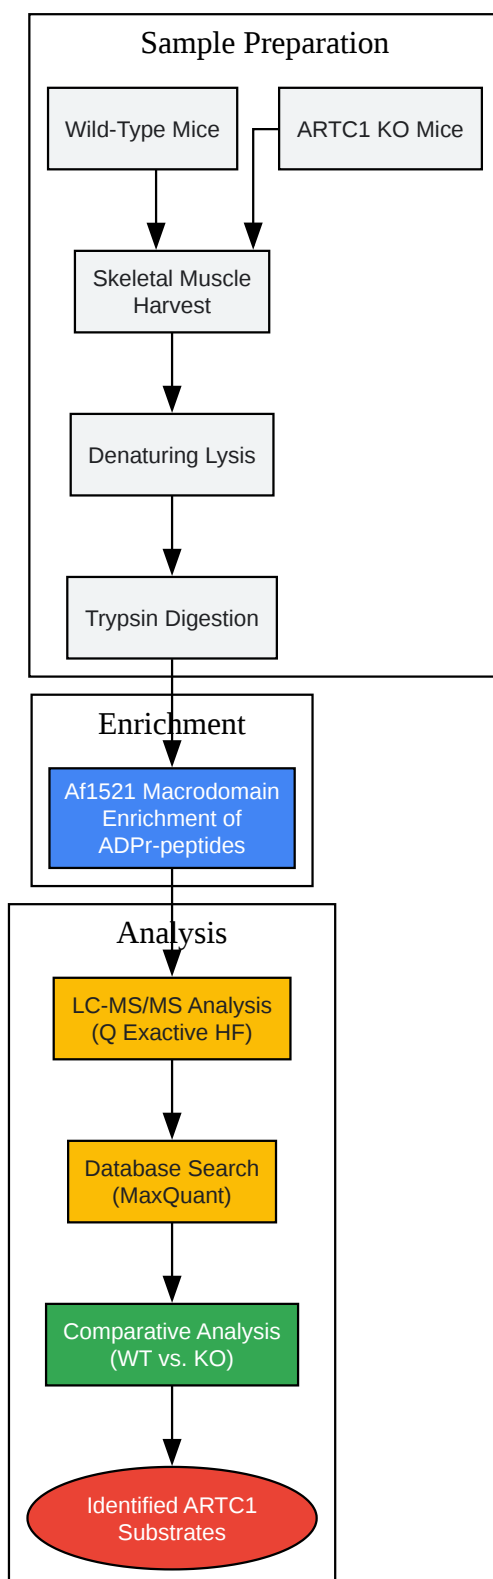 Sample Preparation
Wild-Type Mice
ARTC1 KO Mice
Skeletal Muscle
Harvest
Denaturing Lysis
Trypsin Digestion
Enrichment
Af1521 Macrodomain
Enrichment of
ADPr-peptides
Analysis
LC-MS/MS Analysis
(Q Exactive HF)
Database Search
(MaxQuant)
Comparative Analysis
(WT vs. KO)
Identified ARTC1
Substrates